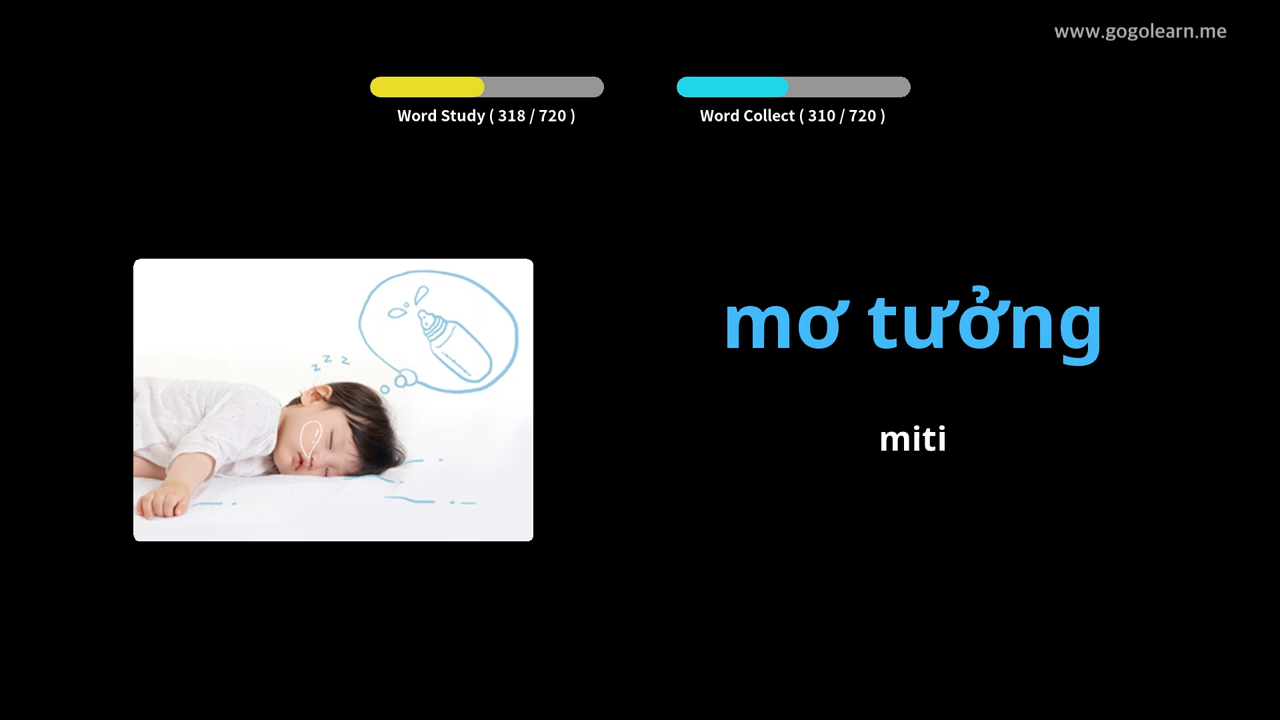 www.gogolearn.me
Word Study ( 318 / 720 )
Word Collect ( 310 / 720 )
z z z
mơ tưởng
miti